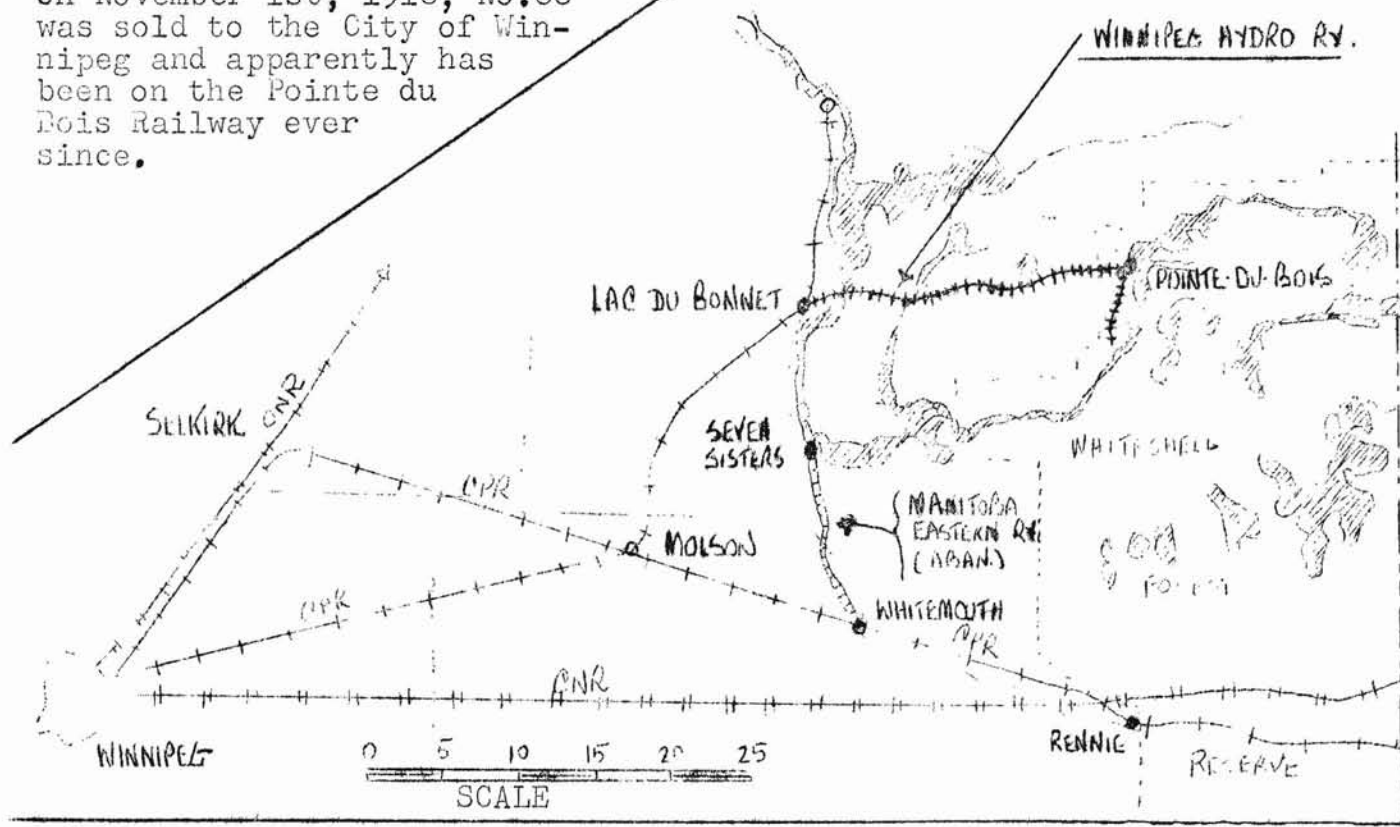 was sold to the City of Win-
nipeg and apparently has
been on the Pointe du
Bois Railway ever
since.
WINNIPEG HYDRO RY.
LAC DU BONNET
POINTE-DU-BOIS
SELKIRK
CNR
SEVEN
SISTERS
WHITESHELL
CPR
MANITOBA
EASTERN RY.
(ABAN.)
MOLSON
FOREST
CPR
WHITEMOUTH
CPR
CNR
WINNIPEG
RENNIE
RESERVE
0 5 10 15 20 25
SCALE